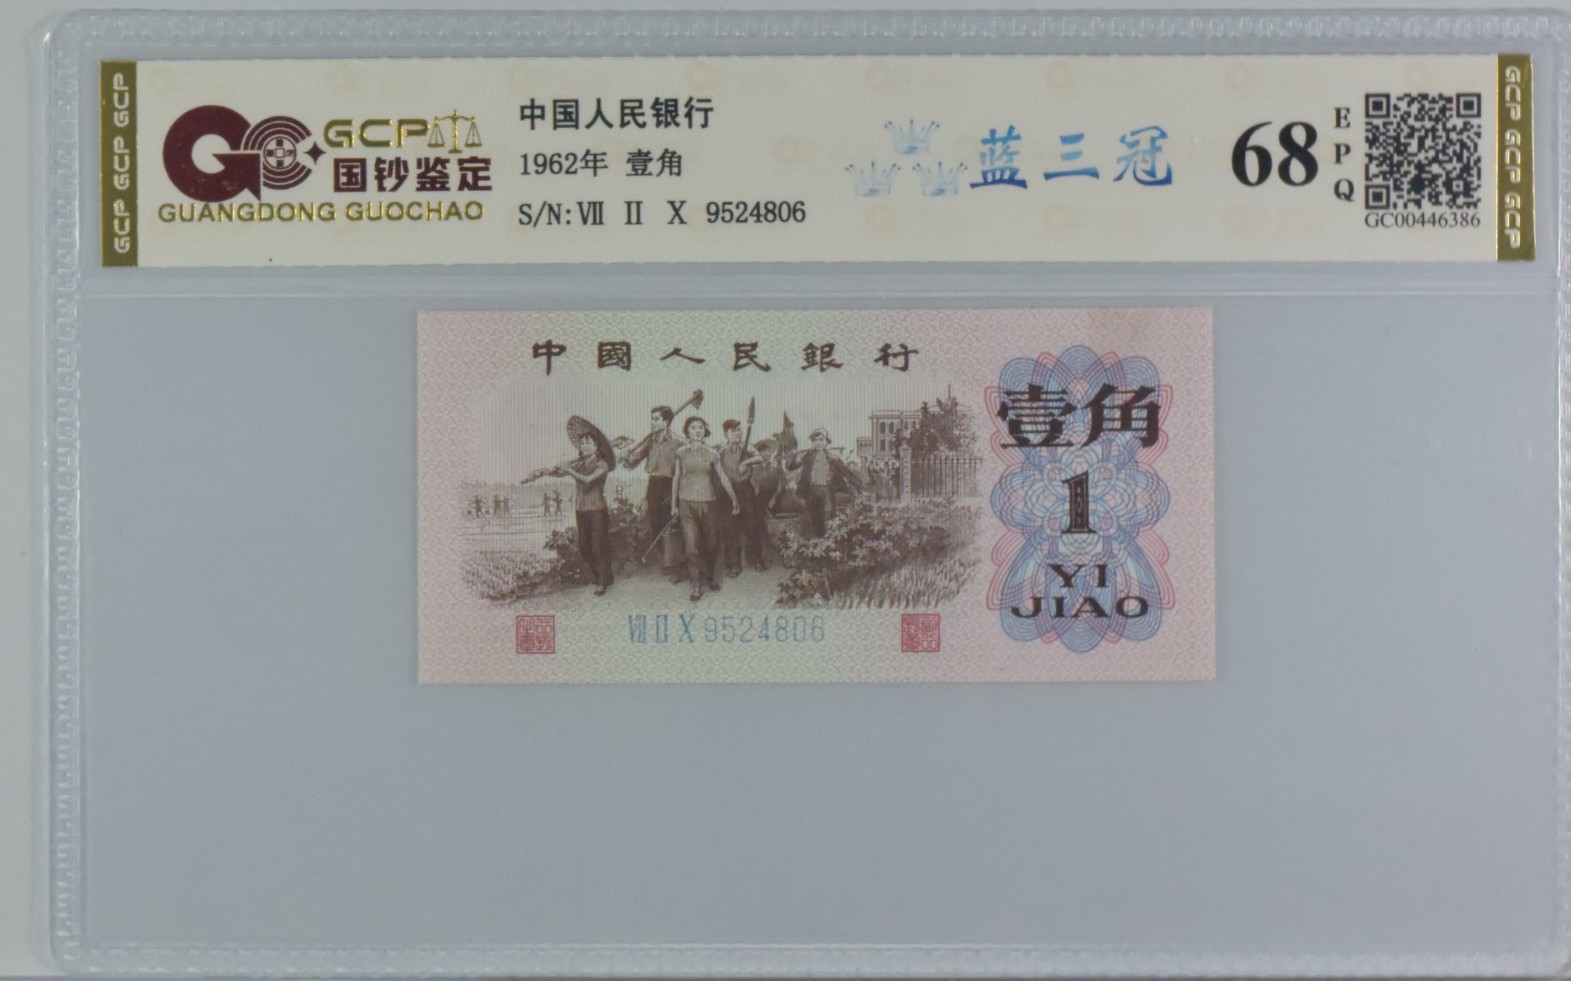 GCP GCP GCP
GCP
国钞鉴定
GUANGDONG GUOCHAO
中国人民银行
1962年 壹角
S/N: Ⅶ Ⅱ Ⅹ 9524806
蓝三冠
68
EPQ
GC00446386
GCP GCP GCP
中國人民銀行
壹角
1
YI
JIAO
Ⅶ Ⅱ Ⅹ 9524806